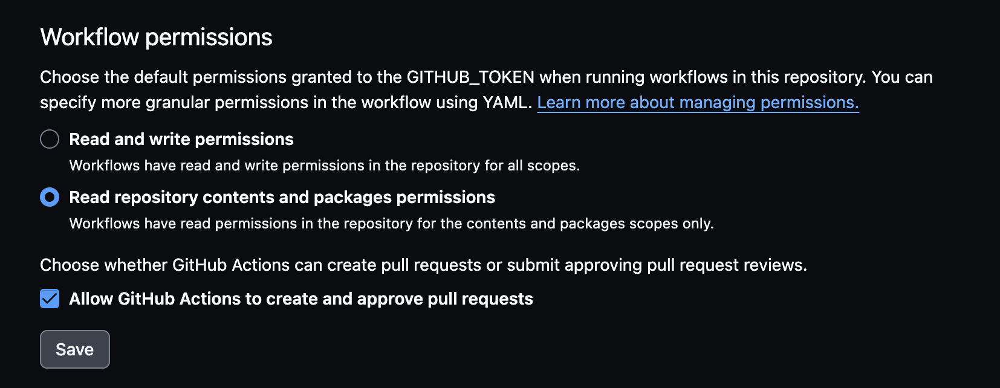 Workflow permissions
Choose the default permissions granted to the GITHUB_TOKEN when running workflows in this repository. You can
specify more granular permissions in the workflow using YAML. Learn more about managing permissions.
Read and write permissions
Workflows have read and write permissions in the repository for all scopes.
Read repository contents and packages permissions
Workflows have read permissions in the repository for the contents and packages scopes only.
Choose whether GitHub Actions can create pull requests or submit approving pull request reviews.
Allow GitHub Actions to create and approve pull requests
Save